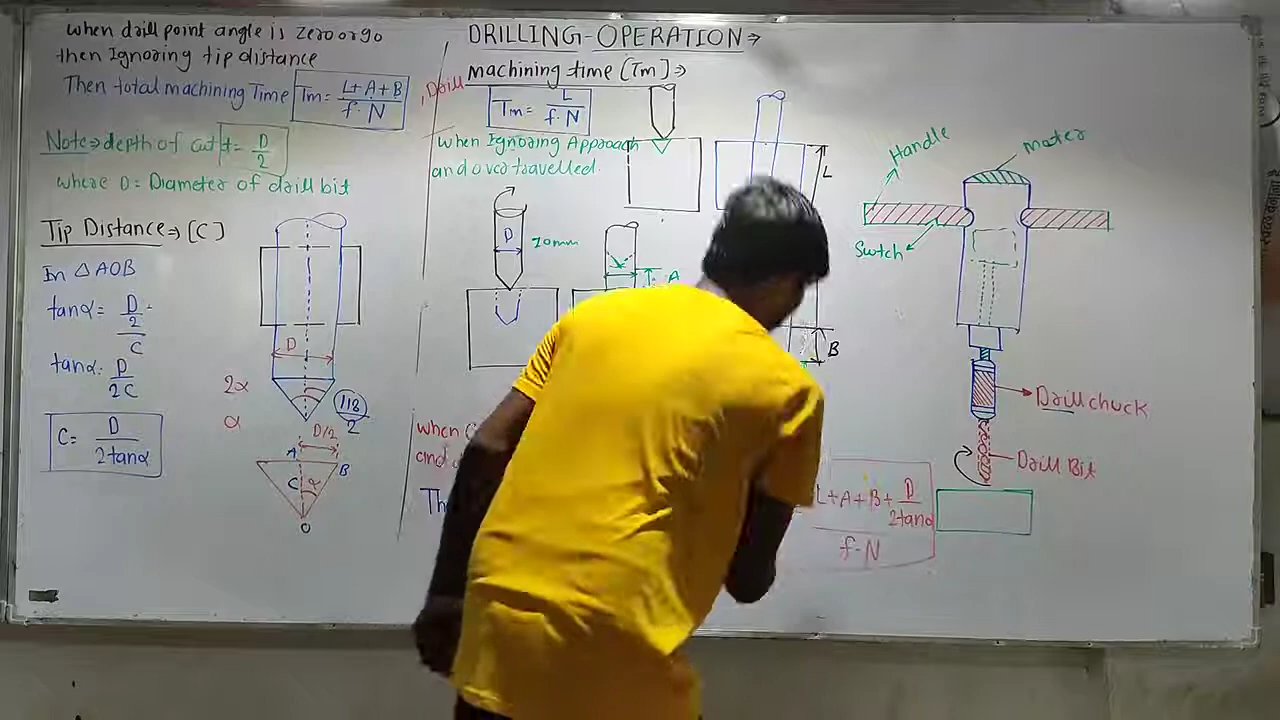 when drill point angle is zero or 90
then Ignoring tip distance
Then total machining Time Tm = L+A+B / f·N
Note⇒ depth of cut t = D/2
where D = Diameter of drill bit
Tip Distance⇒ [C]
In △ AOB
tanα = D/2 / C
tanα = D / 2C
C = D / 2tanα
D
2α
α
118/2
D/2
A
B
C
α
O
DRILLING-OPERATION⇒
machining time [Tm]⇒
, Drill
Tm = L / f·N
when Ignoring Approach
and over travelled.
L
D
20mm
A
B
when
and
Th
L+A+B+ D/2tanα
f·N
Handle
moter
Swtch
Drill chuck
Drill Bit